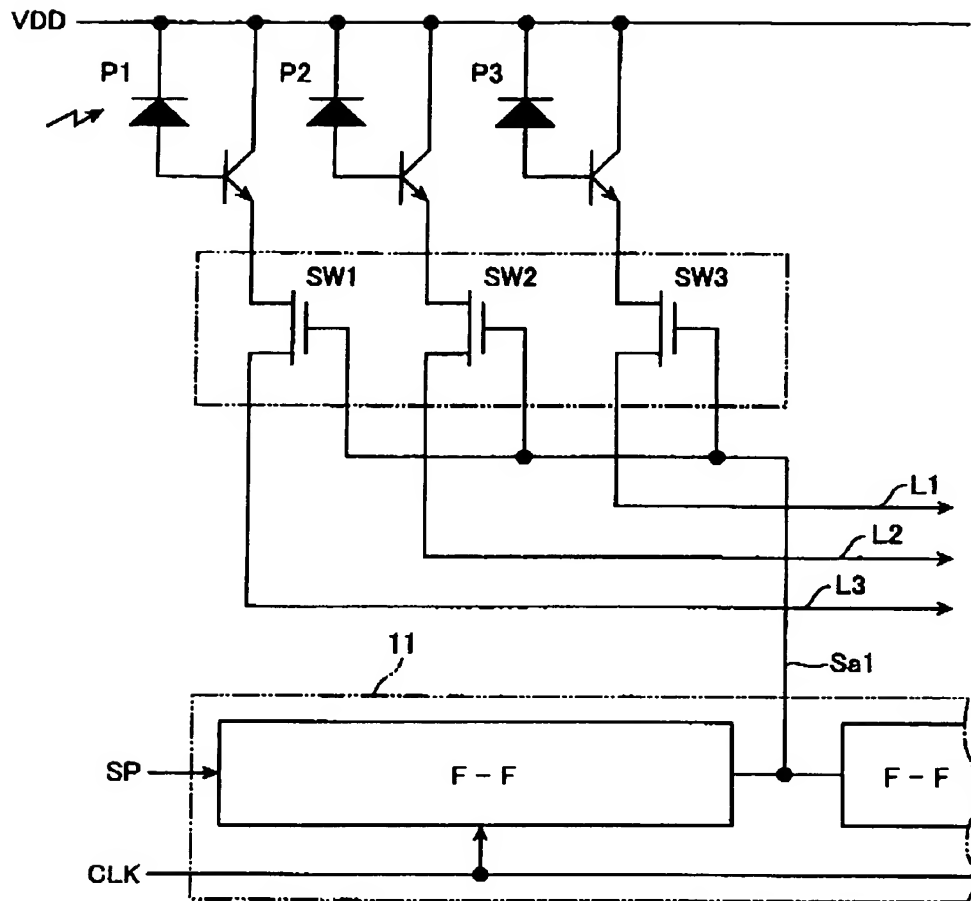 VDD
P1 P2 P3
SW1 SW2 SW3
L1
L2
L3
11
Sa1
SP F-F F-F
CLK